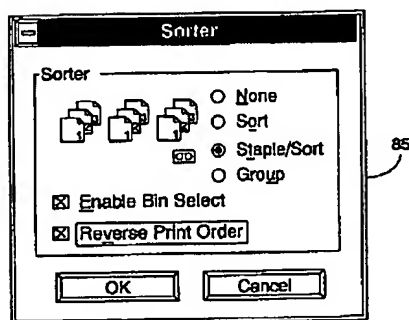 Sorter
Sorter
None
Sort
Staple/Sort
Group
Enable Bin Select
Reverse Print Order
OK
Cancel
85